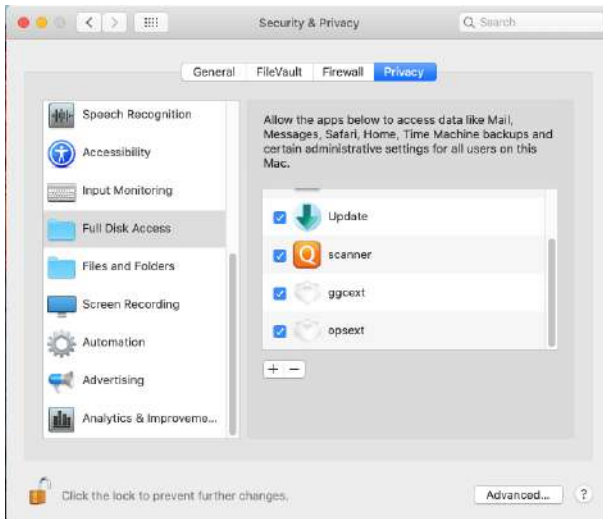 Security & Privacy
Search
General
FileVault
Firewall
Privacy
Speech Recognition
Accessibility
Input Monitoring
Full Disk Access
Files and Folders
Screen Recording
Automation
Advertising
Analytics & Improveme...
Allow the apps below to access data like Mail,
Messages, Safari, Home, Time Machine backups and
certain administrative settings for all users on this
Mac.
Update
Q
scanner
ggcext
opsext
+ −
Click the lock to prevent further changes.
Advanced...
?